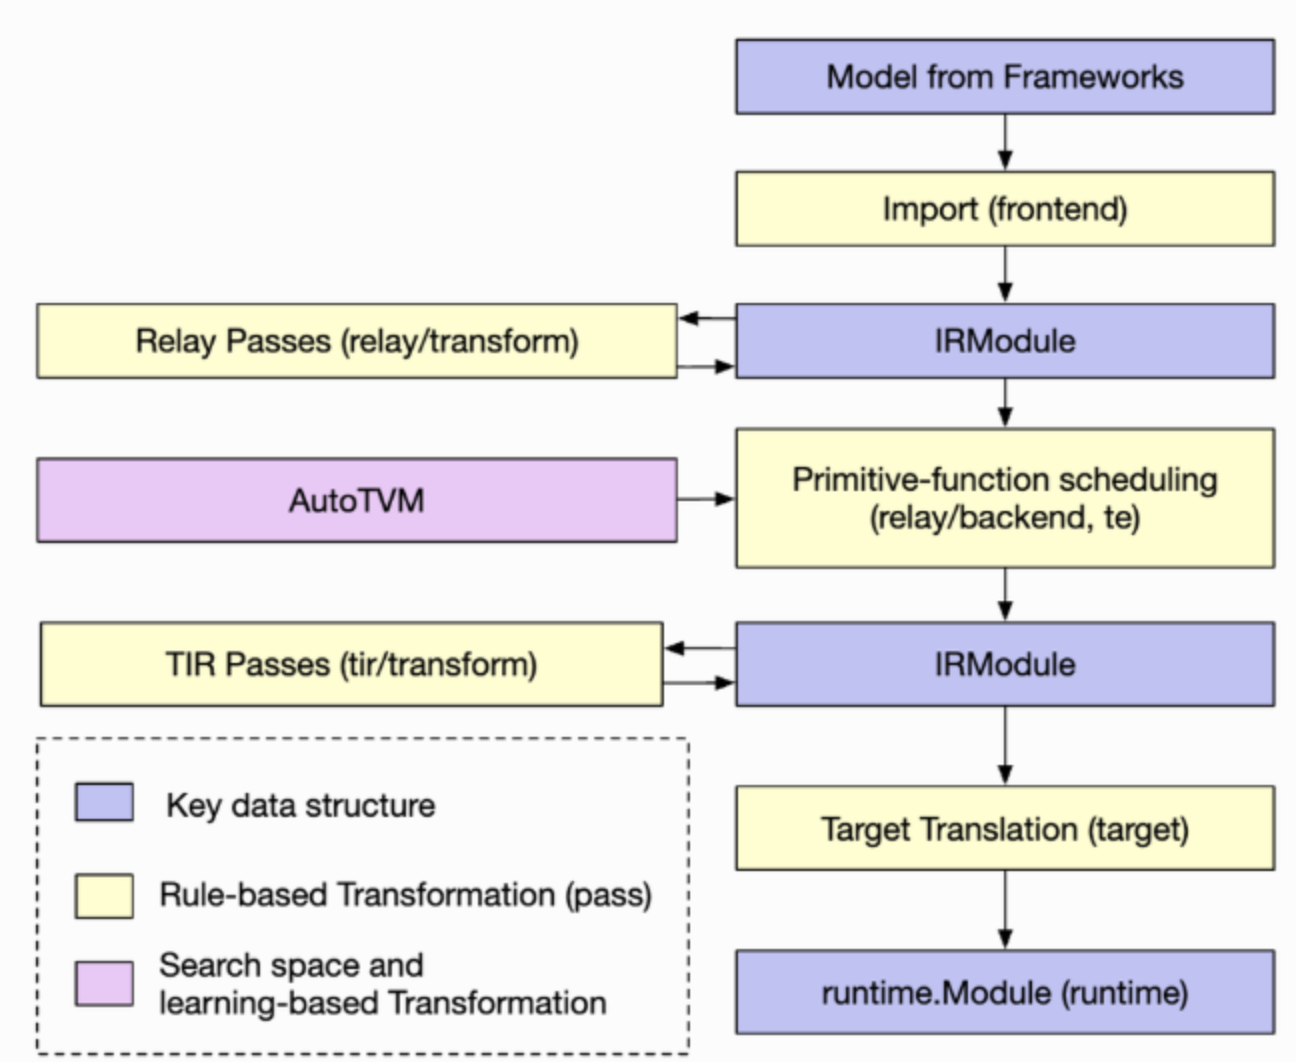 Model from Frameworks
Import (frontend)
Relay Passes (relay/transform)
IRModule
AutoTVM
Primitive-function scheduling
(relay/backend, te)
TIR Passes (tir/transform)
IRModule
Key data structure
Rule-based Transformation (pass)
Search space and
learning-based Transformation
Target Translation (target)
runtime.Module (runtime)